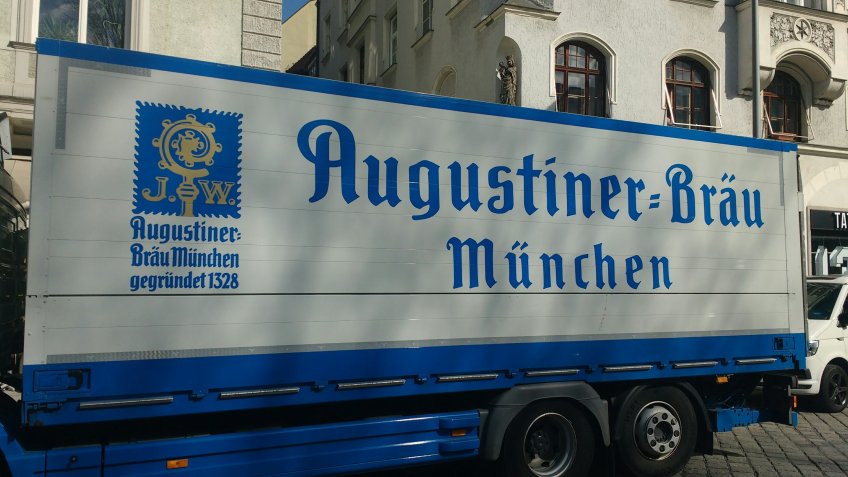 J. W.
Augustiner=
Bräu München
gegründet 1328
Augustiner=Bräu
München